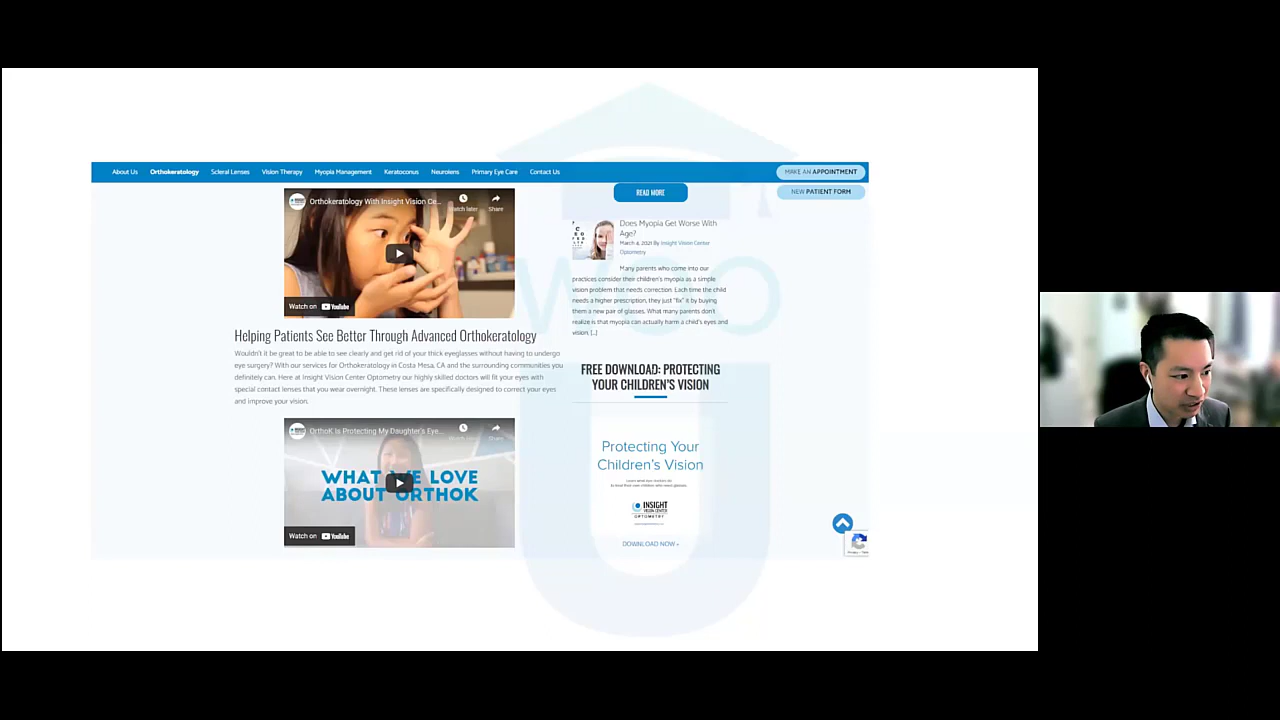 About Us Orthokeratology Scleral Lenses Vision Therapy Myopia Management Keratoconus Neurolens Primary Eye Care Contact Us
MAKE AN APPOINTMENT
NEW PATIENT FORM
Orthokeratology With Insight Vision Ce...
Watch later Share
Watch on YouTube
Helping Patients See Better Through Advanced Orthokeratology
Wouldn't it be great to be able to see clearly and get rid of your thick eyeglasses without having to undergo
eye surgery? With our services for Orthokeratology in Costa Mesa, CA and the surrounding communities you
definitely can. Here at Insight Vision Center Optometry our highly skilled doctors will fit your eyes with
special contact lenses that you wear overnight. These lenses are specifically designed to correct your eyes
and improve your vision.
OrthoK Is Protecting My Daughter's Eye...
Watch later Share
WHAT WE LOVE
ABOUT ORTHOK
Watch on YouTube
READ MORE
Does Myopia Get Worse With
Age?
March 4, 2021 By Insight Vision Center
Optometry
Many parents who come into our
practices consider their children's myopia as a simple
vision problem that needs correction. Each time the child
needs a higher prescription, they just "fix" it by buying
them a new pair of glasses. What many parents don't
realize is that myopia can actually harm a child's eyes and
vision. [...]
FREE DOWNLOAD: PROTECTING
YOUR CHILDREN'S VISION
Protecting Your
Children's Vision
INSIGHT
VISION CENTER
OPTOMETRY
DOWNLOAD NOW